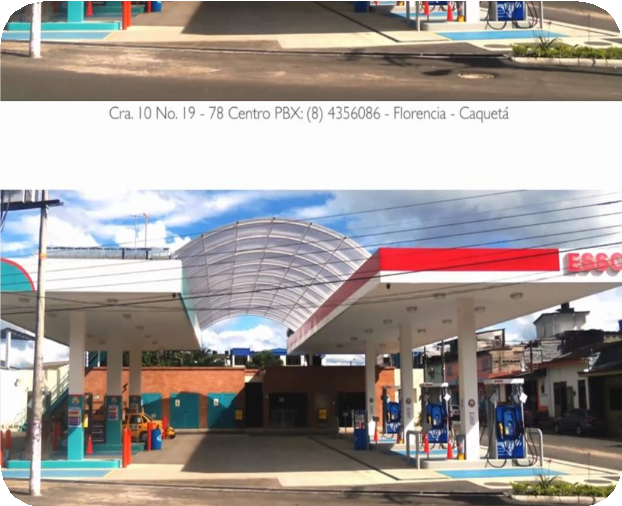 Cra. 10 No. 19 - 78 Centro PBX: (8) 4356086 - Florencia - Caquetá
ESSO